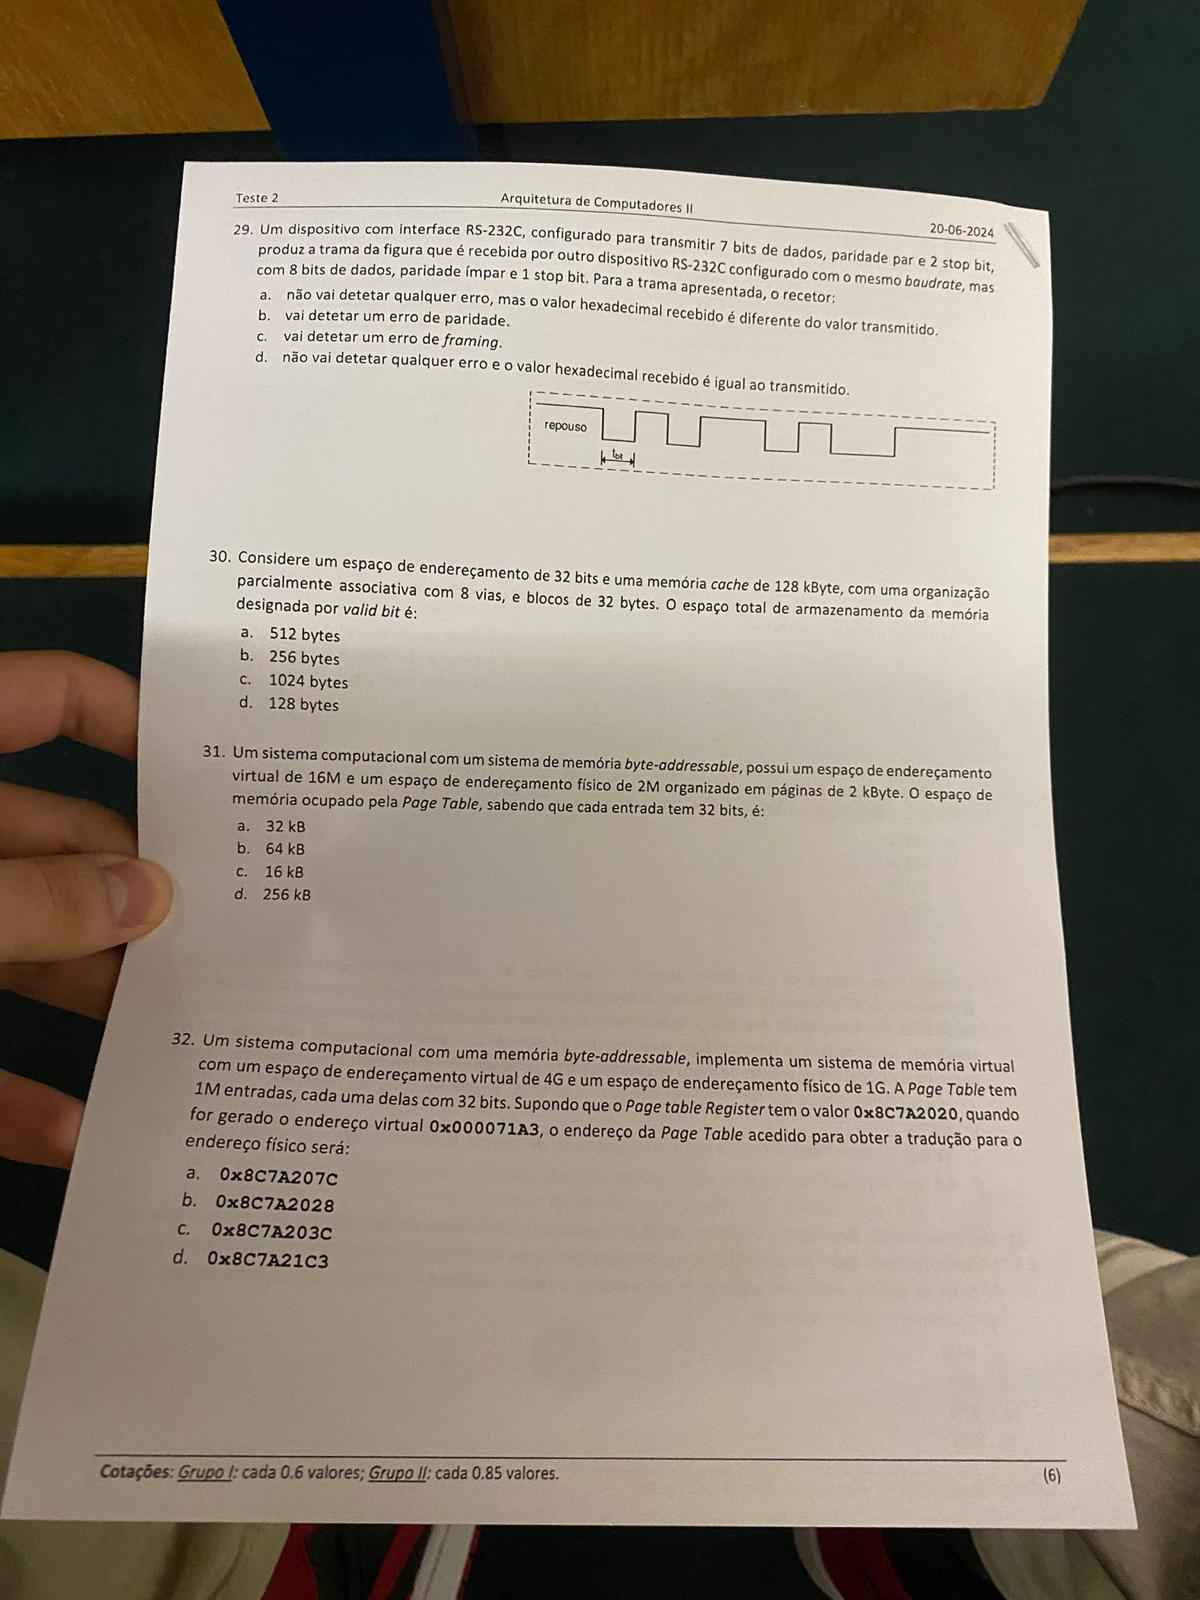 Teste 2 Arquitetura de Computadores II 20-06-2024
29. Um dispositivo com interface RS-232C, configurado para transmitir 7 bits de dados, paridade par e 2 stop bit,
produz a trama da figura que é recebida por outro dispositivo RS-232C configurado com o mesmo baudrate, mas
com 8 bits de dados, paridade ímpar e 1 stop bit. Para a trama apresentada, o recetor:
a. não vai detetar qualquer erro, mas o valor hexadecimal recebido é diferente do valor transmitido.
b. vai detetar um erro de paridade.
c. vai detetar um erro de framing.
d. não vai detetar qualquer erro e o valor hexadecimal recebido é igual ao transmitido.
repouso
tbit
30. Considere um espaço de endereçamento de 32 bits e uma memória cache de 128 kByte, com uma organização
parcialmente associativa com 8 vias, e blocos de 32 bytes. O espaço total de armazenamento da memória
designada por valid bit é:
a. 512 bytes
b. 256 bytes
c. 1024 bytes
d. 128 bytes
31. Um sistema computacional com um sistema de memória byte-addressable, possui um espaço de endereçamento
virtual de 16M e um espaço de endereçamento físico de 2M organizado em páginas de 2 kByte. O espaço de
memória ocupado pela Page Table, sabendo que cada entrada tem 32 bits, é:
a. 32 kB
b. 64 kB
c. 16 kB
d. 256 kB
32. Um sistema computacional com uma memória byte-addressable, implementa um sistema de memória virtual
com um espaço de endereçamento virtual de 4G e um espaço de endereçamento físico de 1G. A Page Table tem
1M entradas, cada uma delas com 32 bits. Supondo que o Page table Register tem o valor 0x8C7A2020, quando
for gerado o endereço virtual 0x000071A3, o endereço da Page Table acedido para obter a tradução para o
endereço físico será:
a. 0x8C7A207C
b. 0x8C7A2028
c. 0x8C7A203C
d. 0x8C7A21C3
Cotações: Grupo I: cada 0.6 valores; Grupo II: cada 0.85 valores. (6)